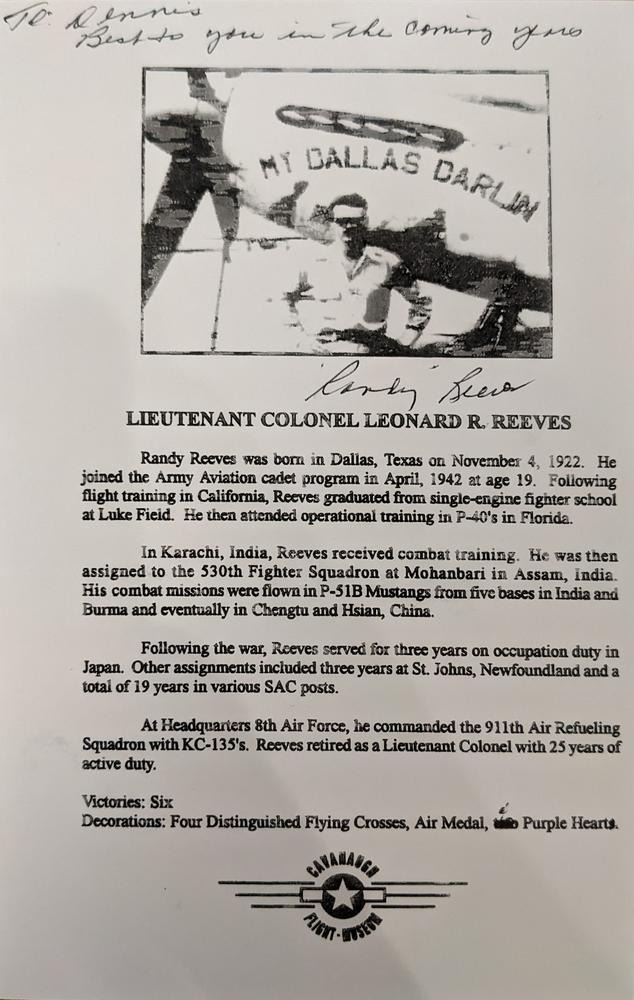 To: Dennis
Best to you in the coming years
MY DALLAS DARLIN
"Randy" Reeves
LIEUTENANT COLONEL LEONARD R. REEVES
Randy Reeves was born in Dallas, Texas on November 4, 1922. He
joined the Army Aviation cadet program in April, 1942 at age 19. Following
flight training in California, Reeves graduated from single-engine fighter school
at Luke Field. He then attended operational training in P-40's in Florida.
In Karachi, India, Reeves received combat training. He was then
assigned to the 530th Fighter Squadron at Mohanbari in Assam, India.
His combat missions were flown in P-51B Mustangs from five bases in India and
Burma and eventually in Chengtu and Hsian, China.
Following the war, Reeves served for three years on occupation duty in
Japan. Other assignments included three years at St. Johns, Newfoundland and a
total of 19 years in various SAC posts.
At Headquarters 8th Air Force, he commanded the 911th Air Refueling
Squadron with KC-135's. Reeves retired as a Lieutenant Colonel with 25 years of
active duty.
Victories: Six
Decorations: Four Distinguished Flying Crosses, Air Medal, Purple Hearts.
CAVANAUGH
FLIGHT-MUSEUM